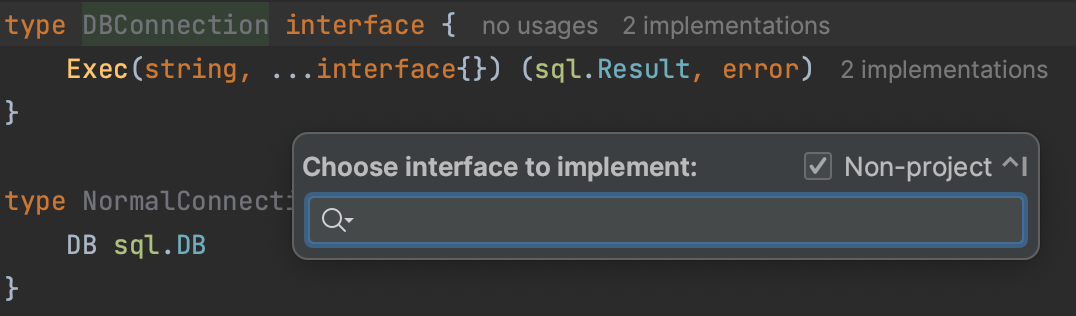 type DBConnection interface { no usages 2 implementations
Exec(string, ...interface{}) (sql.Result, error) 2 implementations
}
Choose interface to implement: Non-project ^I
type NormalConnecti
DB sql.DB
}